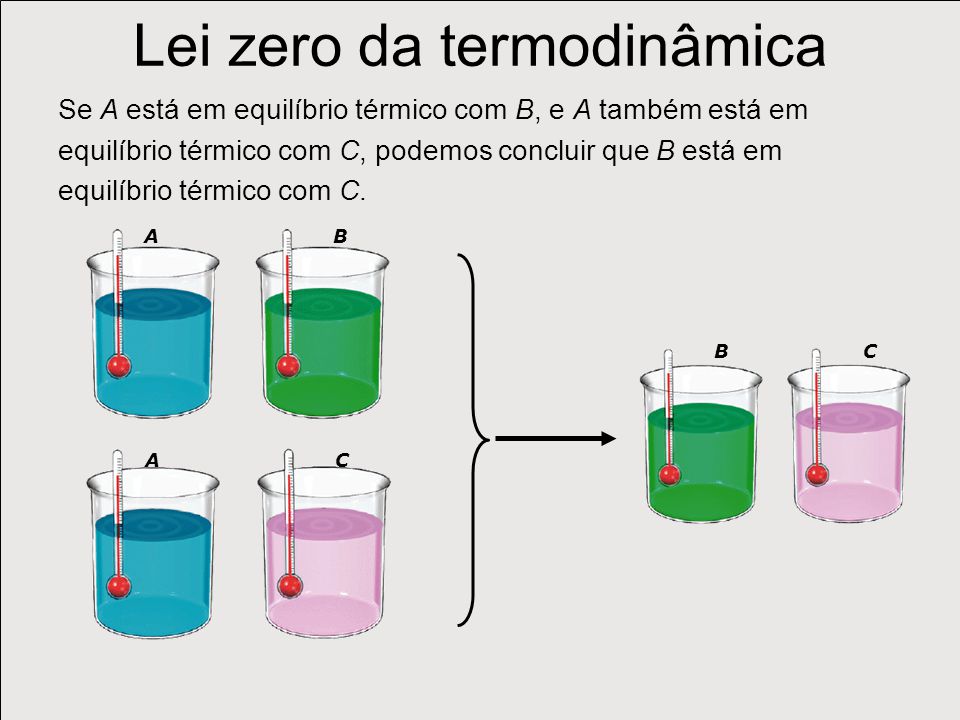 Lei zero da termodinâmica
Se A está em equilíbrio térmico com B, e A também está em
equilíbrio térmico com C, podemos concluir que B está em
equilíbrio térmico com C.
A B
B C
A C